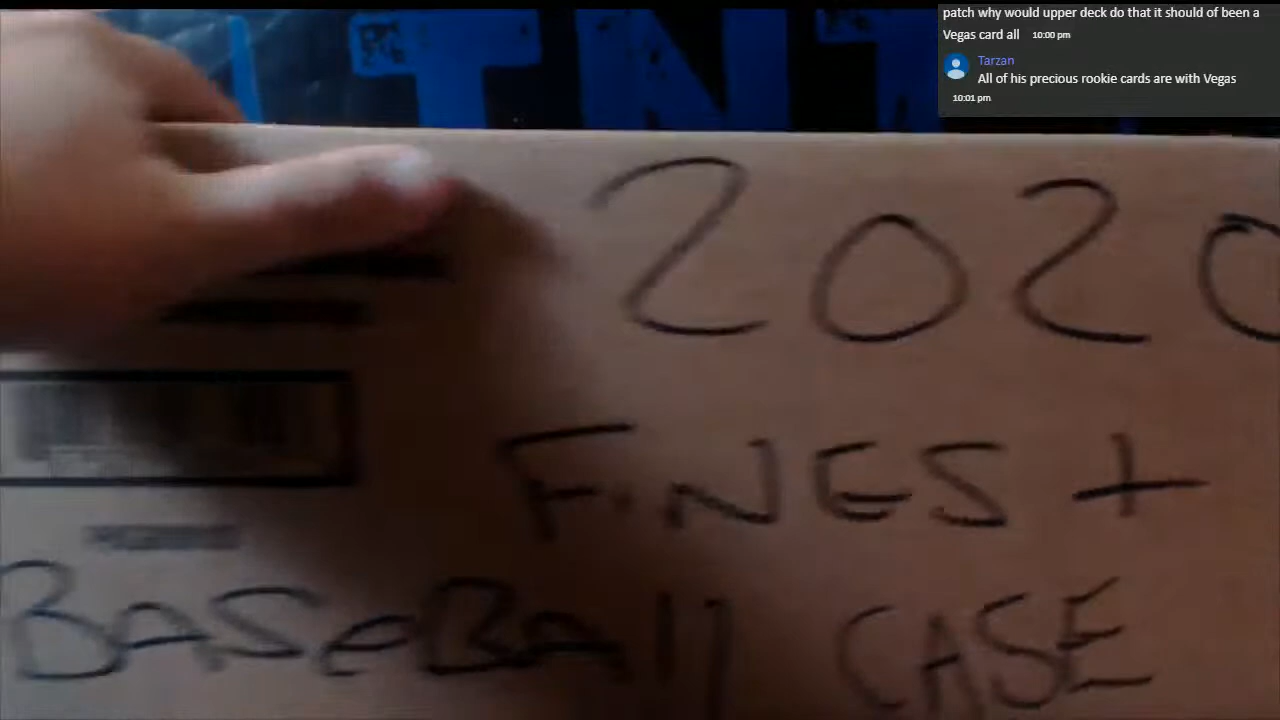 patch why would upper deck do that it should of been a
Vegas card all 10:00 pm
Tarzan
All of his precious rookie cards are with Vegas
10:01 pm
TNT
2020
FiNES+
BASeBAll CASE